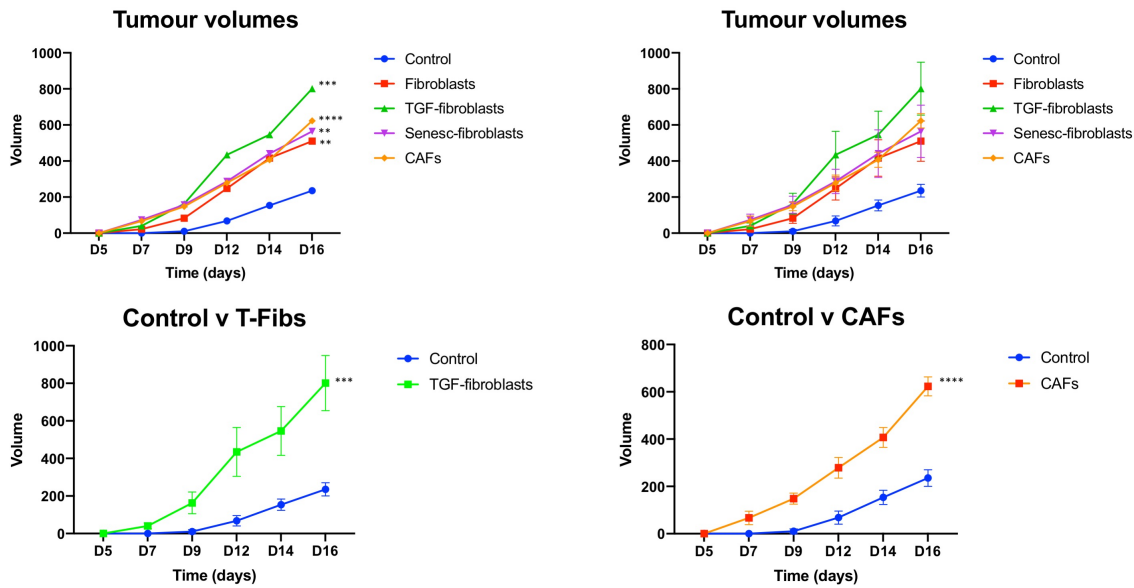 Tumour volumes
1000
800
600
400
200
0
Volume
D5 D7 D9 D12 D14 D16
Time (days)
Control
Fibroblasts
TGF-fibroblasts
Senesc-fibroblasts
CAFs
***
****
**
**
Tumour volumes
1000
800
600
400
200
0
Volume
D5 D7 D9 D12 D14 D16
Time (days)
Control
Fibroblasts
TGF-fibroblasts
Senesc-fibroblasts
CAFs
Control v T-Fibs
1000
800
600
400
200
0
Volume
D5 D7 D9 D12 D14 D16
Time (days)
Control
TGF-fibroblasts
***
Control v CAFs
800
600
400
200
0
Volume
D5 D7 D9 D12 D14 D16
Time (days)
Control
CAFs
****